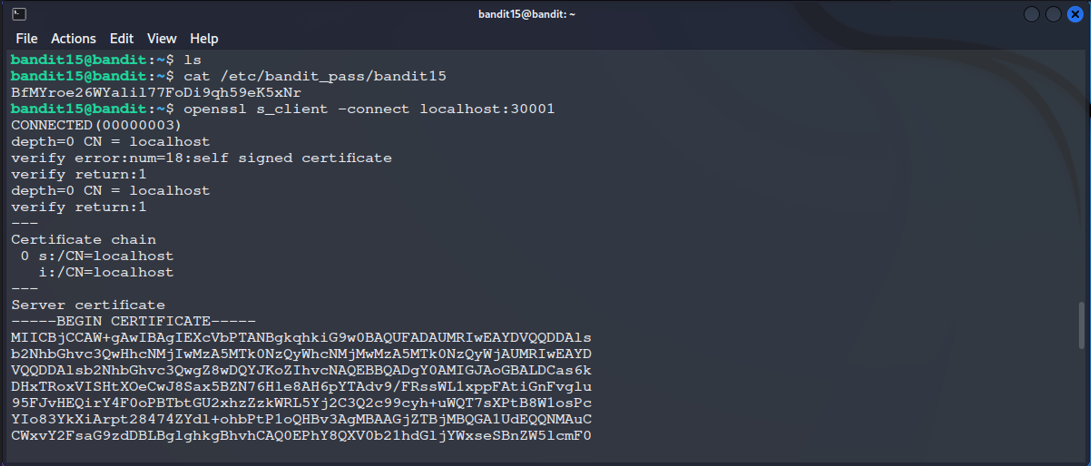 bandit15@bandit: ~
File Actions Edit View Help
bandit15@bandit:~$ ls
bandit15@bandit:~$ cat /etc/bandit_pass/bandit15
BfMYroe26WYalil77FoDi9qh59eK5xNr
bandit15@bandit:~$ openssl s_client -connect localhost:30001
CONNECTED(00000003)
depth=0 CN = localhost
verify error:num=18:self signed certificate
verify return:1
depth=0 CN = localhost
verify return:1
---
Certificate chain
 0 s:/CN=localhost
   i:/CN=localhost
---
Server certificate
-----BEGIN CERTIFICATE-----
MIICBjCCAW+gAwIBAgIEXcVbPTANBgkqhkiG9w0BAQUFADAUMRIwEAYDVQQDDAls
b2NhbGhvc3QwHhcNMjIwMzA5MTk0NzQyWhcNMjMwMzA5MTk0NzQyWjAUMRIwEAYD
VQQDDAlsb2NhbGhvc3QwgZ8wDQYJKoZIhvcNAQEBBQADgY0AMIGJAoGBALDCas6k
DHxTRoxVISHtXOeCwJ8Sax5BZN76Hle8AH6pYTAdv9/FRssWL1xppFAtiGnFvglu
95FJvHEQirY4F0oPBTbtGU2xhzZzkWRL5Yj2C3Q2c99cyh+uWQT7sXPtB8W1osPc
YIo83YkXiArpt28474ZYdl+ohbPtP1oQHBv3AgMBAAGjZTBjMBQGA1UdEQQNMAuC
CWxvY2FsaG9zdDBLBglghkgBhvhCAQ0EPhY8QXV0b21hdGljYWxseSBnZW5lcmF0